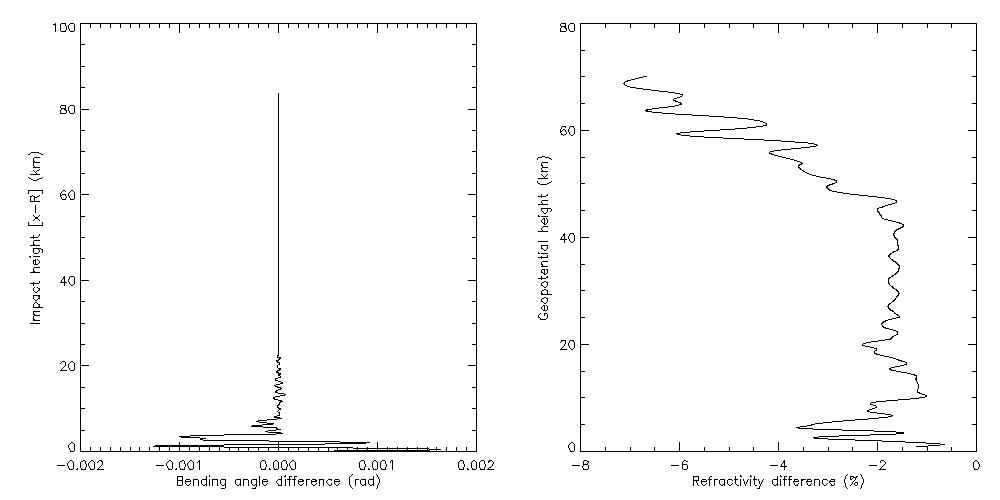 100
80
60
40
20
0
Impact height [x-R] (km)
-0.002 -0.001 0.000 0.001 0.002
Bending angle difference (rad)
80
60
40
20
0
Geopotential height (km)
-8 -6 -4 -2 0
Refractivity difference (%)